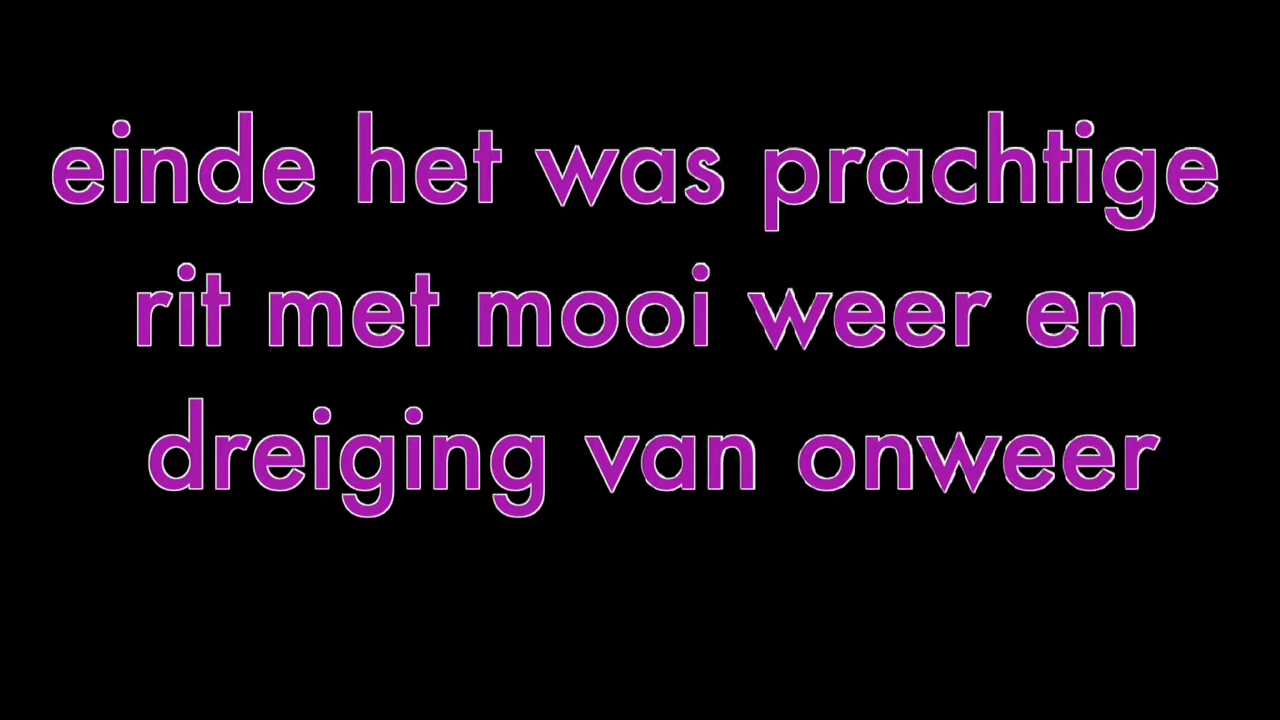 einde het was prachtige
rit met mooi weer en
dreiging van onweer